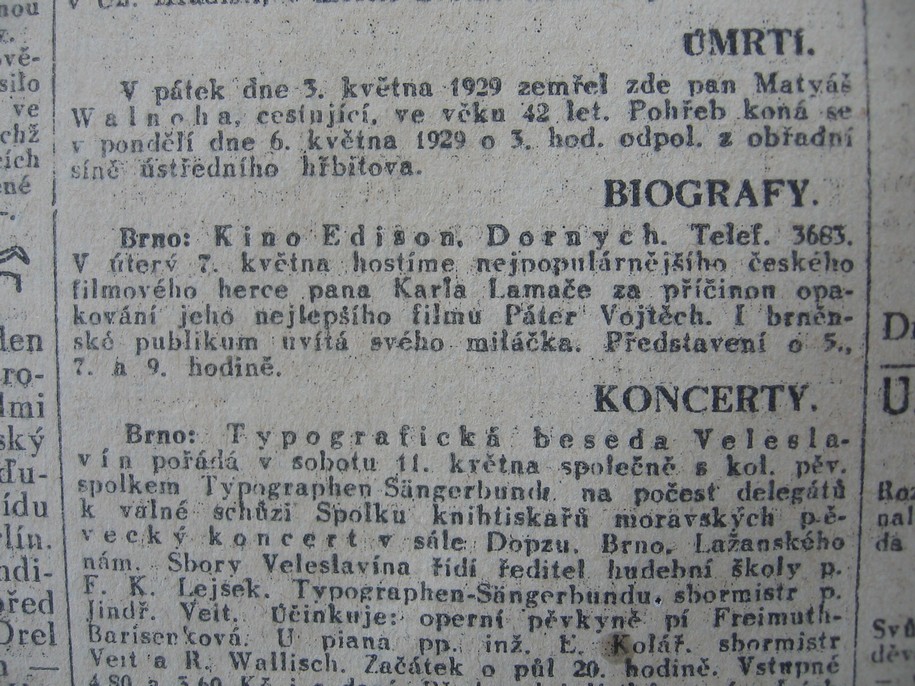 ÚMRTÍ.
V pátek dne 3. května 1929 zemřel zde pan Matyáš
Walnoha, cestující, ve věku 42 let. Pohřeb koná se
v pondělí dne 6. května 1929 o 3. hod. odpol. z obřadní
síně ústředního hřbitova.
BIOGRAFY.
Brno: Kino Edison, Dornych. Telef. 3683.
V úterý 7. května hostíme nejpopulárnějšího českého
filmového herce pana Karla Lamače za příčinou opa-
kování jeho nejlepšího filmu Páter Vojtěch. I brněn-
ské publikum uvítá svého miláčka. Představení o 5.,
7. a 9. hodině.
KONCERTY.
Brno: Typografická beseda Velesla-
vín pořádá v sobotu 11. května společně s kol. pěv.
spolkem Typographen-Sängerbund na počest delegátů
k valné schůzi Spolku knihtiskařů moravských pě-
vecký koncert v sále Dopzu, Brno, Lažanského
nám. Sbory Veleslavína řídí ředitel hudební školy p.
F. K. Lejsek, Typographen-Sängerbundu, sbormistr p.
Jindř. Veit. Účinkuje: operní pěvkyně pí Freimuth-
U piana pp. inž. E. Kolář, sbormistr
Veit a R. Wallisch. Začátek o půl 20. hodině. Vstupné
4.80 a 3.60 Kč